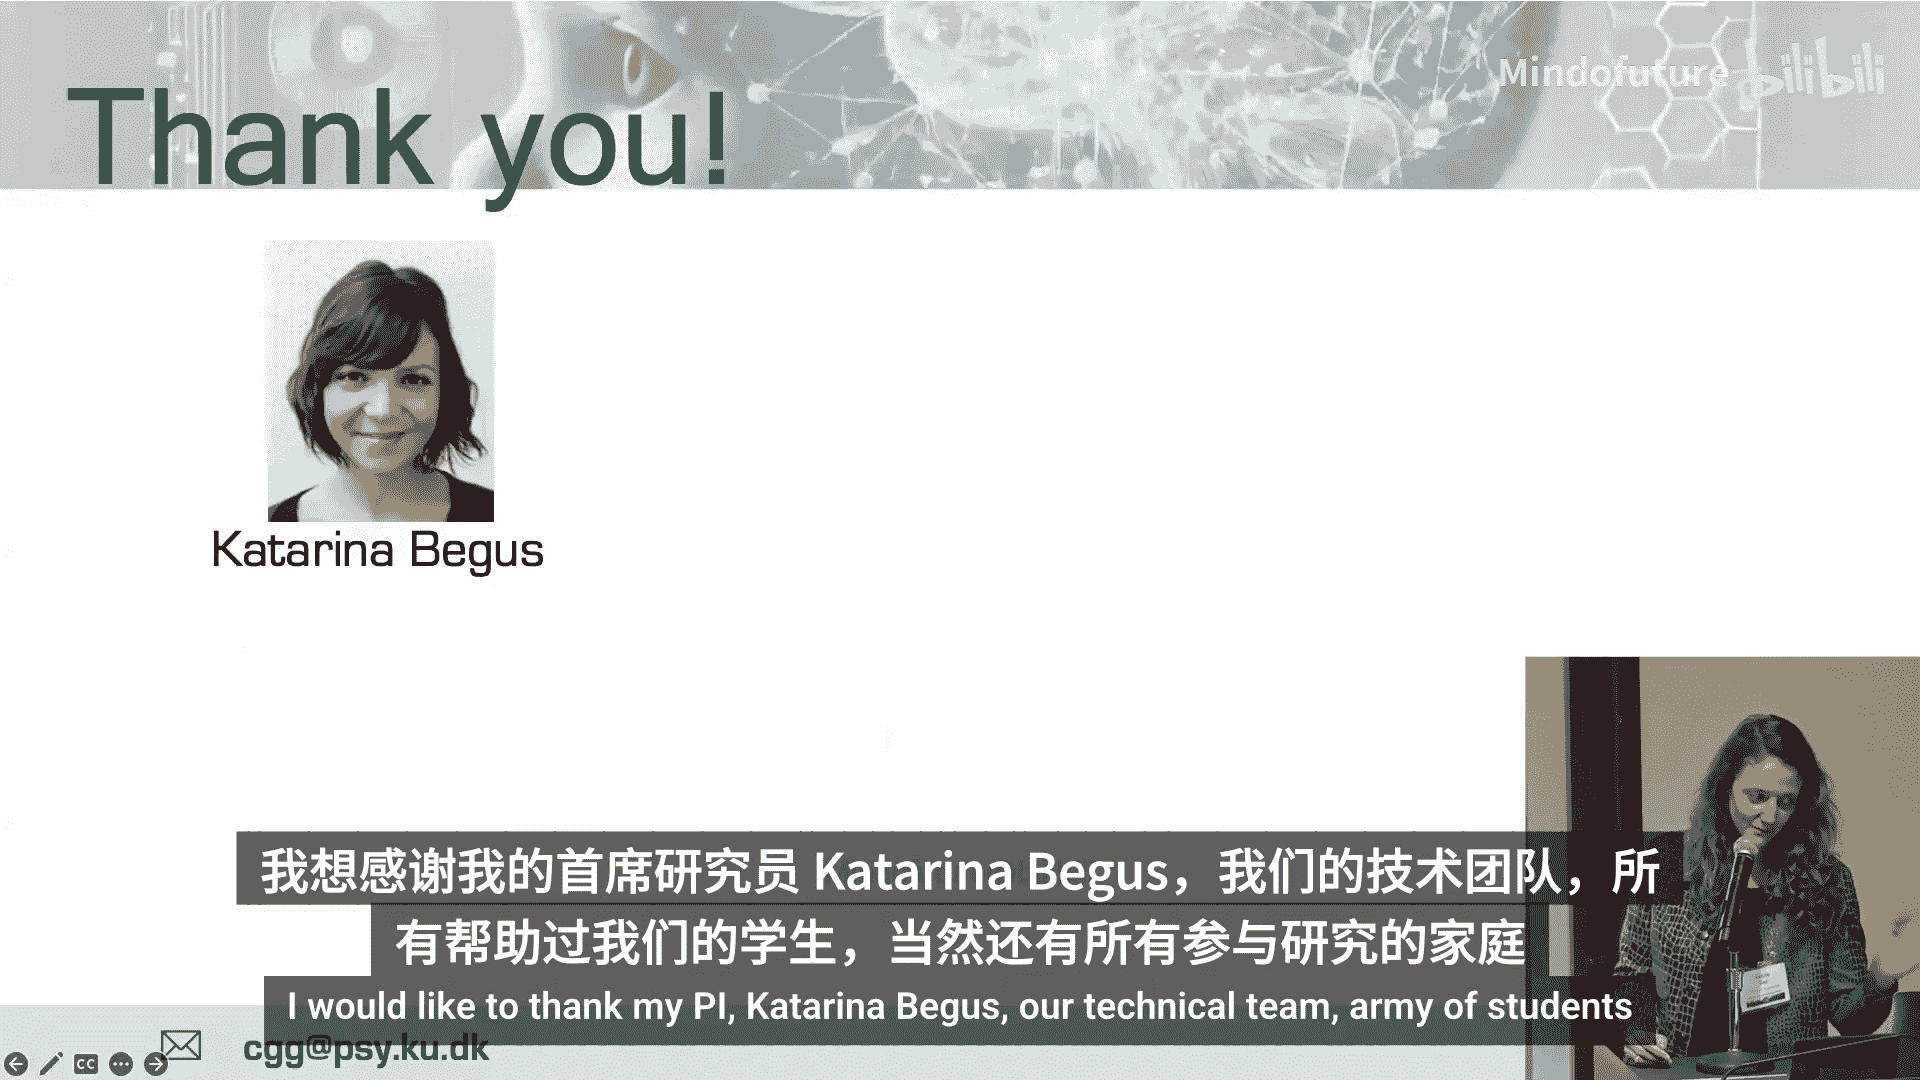 Mindofuture bilibili
Thank you!
Katarina Begus
我想感谢我的首席研究员 Katarina Begus，我们的技术团队，所
有帮助过我们的学生，当然还有所有参与研究的家庭
I would like to thank my PI, Katarina Begus, our technical team, army of students
cgg@psy.ku.dk
CC